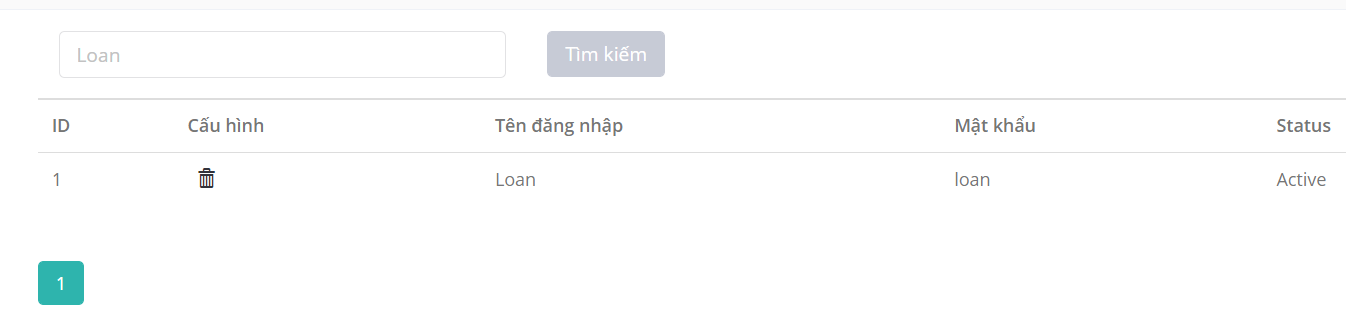 Loan Tìm kiếm
ID Cấu hình Tên đăng nhập Mật khẩu Status
1 Loan loan Active
1